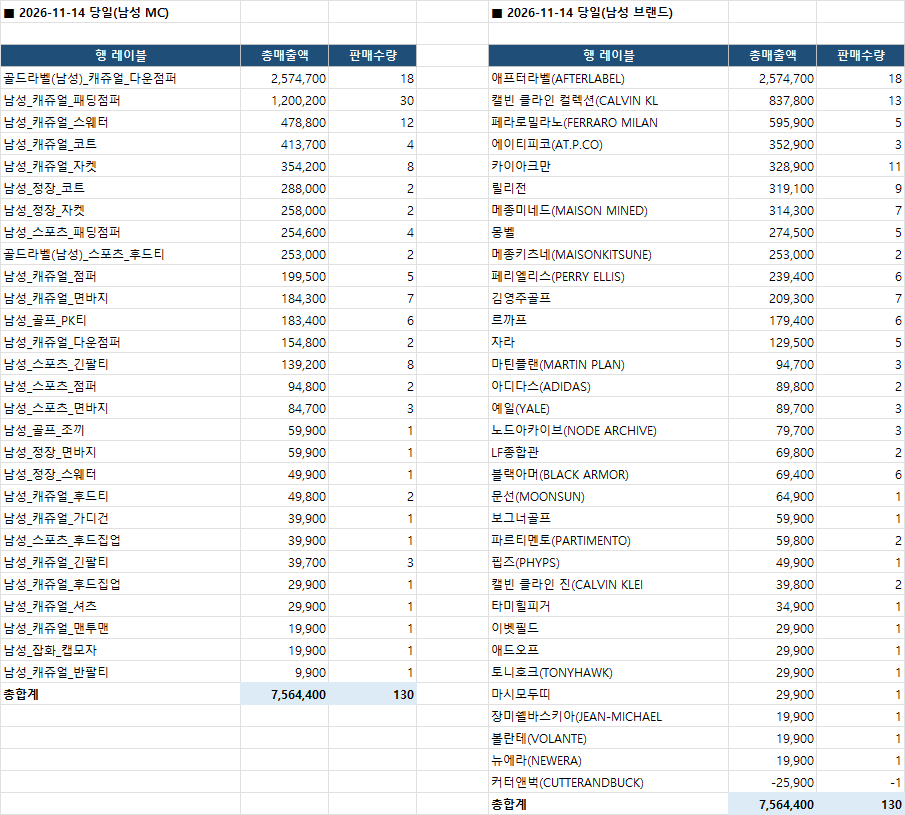 ■ 2026-11-14 당일(남성 MC)
행 레이블 총매출액 판매수량
골드라벨(남성)_캐쥬얼_다운점퍼 2,574,700 18
남성_캐쥬얼_패딩점퍼 1,200,200 30
남성_캐쥬얼_스웨터 478,800 12
남성_캐쥬얼_코트 413,700 4
남성_캐쥬얼_자켓 354,200 8
남성_정장_코트 288,000 2
남성_정장_자켓 258,000 2
남성_스포츠_패딩점퍼 254,600 4
골드라벨(남성)_스포츠_후드티 253,000 2
남성_캐쥬얼_점퍼 199,500 5
남성_캐쥬얼_면바지 184,300 7
남성_골프_PK티 183,400 6
남성_캐쥬얼_다운점퍼 154,800 2
남성_스포츠_긴팔티 139,200 8
남성_스포츠_점퍼 94,800 2
남성_스포츠_면바지 84,700 3
남성_골프_조끼 59,900 1
남성_정장_면바지 59,900 1
남성_정장_스웨터 49,900 1
남성_캐쥬얼_후드티 49,800 2
남성_캐쥬얼_가디건 39,900 1
남성_스포츠_후드집업 39,900 1
남성_캐쥬얼_긴팔티 39,700 3
남성_캐쥬얼_후드집업 29,900 1
남성_캐쥬얼_셔츠 29,900 1
남성_캐쥬얼_맨투맨 19,900 1
남성_잡화_캡모자 19,900 1
남성_캐쥬얼_반팔티 9,900 1
총합계 7,564,400 130
■ 2026-11-14 당일(남성 브랜드)
행 레이블 총매출액 판매수량
애프터라벨(AFTERLABEL) 2,574,700 18
캘빈 클라인 컬렉션(CALVIN KL 837,800 13
페라로밀라노(FERRARO MILAN 595,900 5
에이티피코(AT.P.CO) 352,900 3
카이아크만 328,900 11
릴리전 319,100 9
메종미네드(MAISON MINED) 314,300 7
몽벨 274,500 5
메종키츠네(MAISONKITSUNE) 253,000 2
페리엘리스(PERRY ELLIS) 239,400 6
김영주골프 209,300 7
르까프 179,400 6
자라 129,500 5
마틴플랜(MARTIN PLAN) 94,700 3
아디다스(ADIDAS) 89,800 2
예일(YALE) 89,700 3
노드아카이브(NODE ARCHIVE) 79,700 3
LF종합관 69,800 2
블랙아머(BLACK ARMOR) 69,400 6
문선(MOONSUN) 64,900 1
보그너골프 59,900 1
파르티멘토(PARTIMENTO) 59,800 2
핍즈(PHYPS) 49,900 1
캘빈 클라인 진(CALVIN KLEI 39,800 2
타미힐피거 34,900 1
이벳필드 29,900 1
애드오프 29,900 1
토니호크(TONYHAWK) 29,900 1
마시모두띠 29,900 1
장미쉘바스키아(JEAN-MICHAEL 19,900 1
볼란테(VOLANTE) 19,900 1
뉴에라(NEWERA) 19,900 1
커터앤벅(CUTTERANDBUCK) -25,900 -1
총합계 7,564,400 130